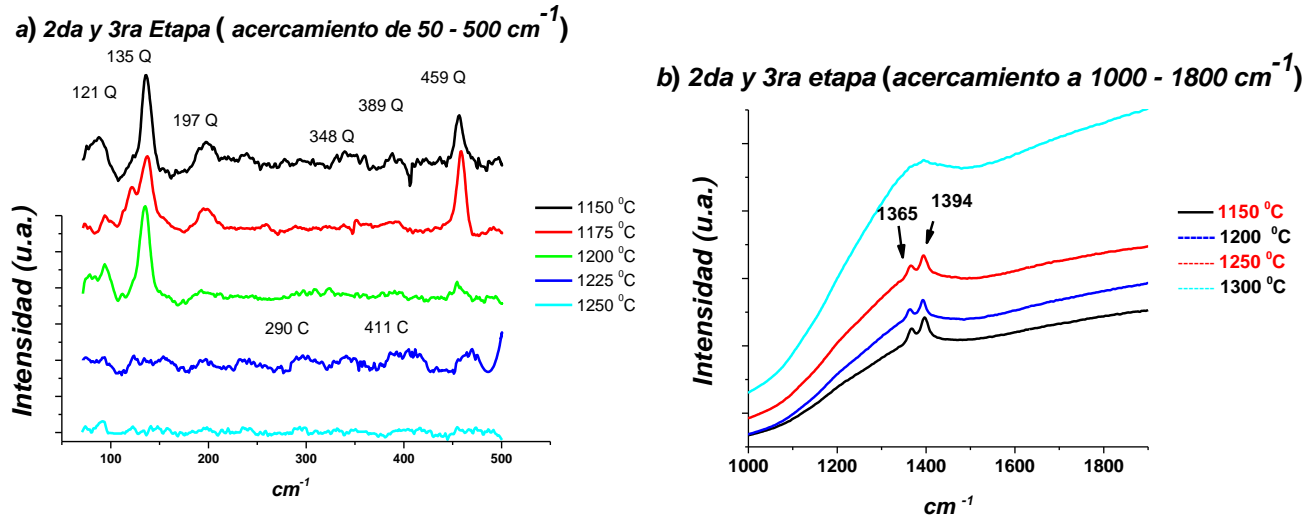 a) 2da y 3ra Etapa ( acercamiento de 50 - 500 cm-1)
135 Q
121 Q
197 Q
348 Q
389 Q
459 Q
290 C
411 C
Intensidad (u.a.)
1150 0C
1175 0C
1200 0C
1225 0C
1250 0C
100
200
300
400
500
cm-1
b) 2da y 3ra etapa (acercamiento a 1000 - 1800 cm-1)
1365
1394
Intensidad (u.a.)
1150 0C
1200 0C
1250 0C
1300 0C
1000
1200
1400
1600
1800
cm -1